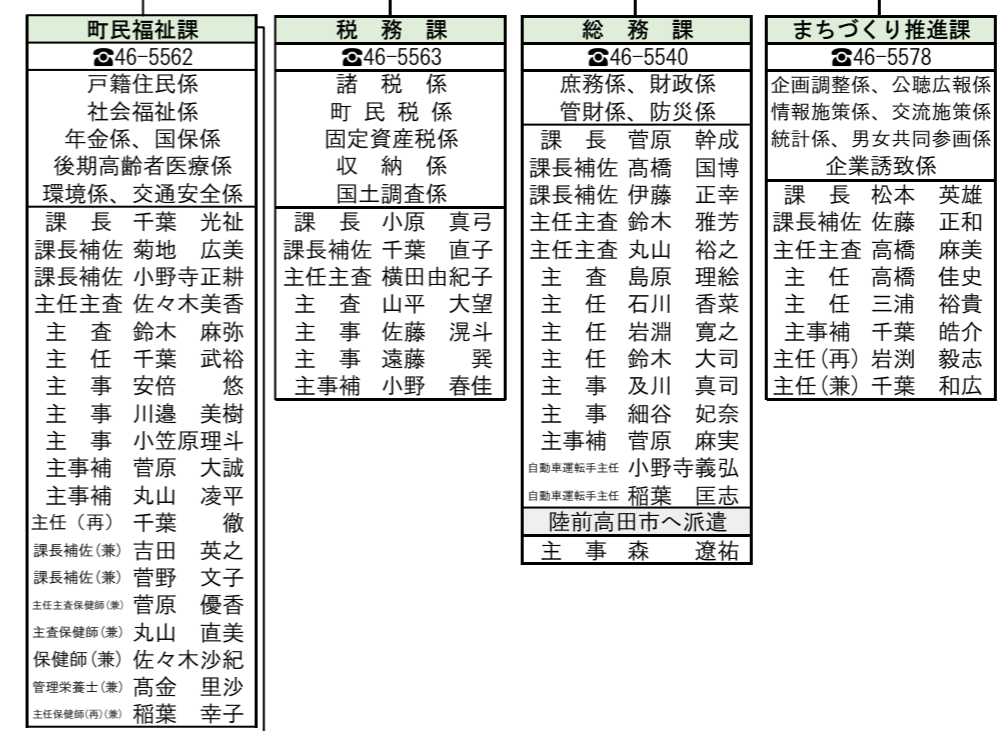 町民福祉課
☎46-5562
戸籍住民係
社会福祉係
年金係、国保係
後期高齢者医療係
環境係、交通安全係
課　長 千葉　光祉
課長補佐 菊地　広美
課長補佐 小野寺正耕
主任主査 佐々木美香
主　査 鈴木　麻弥
主　任 千葉　武裕
主　事 安倍　悠
主　事 川邉　美樹
主　事 小笠原理斗
主事補 菅原　大誠
主事補 丸山　凌平
主任（再） 千葉　徹
課長補佐(兼) 吉田　英之
課長補佐(兼) 菅野　文子
主任主査保健師(兼) 菅原　優香
主査保健師(兼) 丸山　直美
保健師(兼) 佐々木沙紀
管理栄養士(兼) 髙金　里沙
主任保健師(再)(兼) 稲葉　幸子
税　務　課
☎46-5563
諸　税　係
町　民　税　係
固定資産税係
収　納　係
国土調査係
課　長 小原　真弓
課長補佐 千葉　直子
主任主査 横田由紀子
主　査 山平　大望
主　事 佐藤　滉斗
主　事 遠藤　巽
主事補 小野　春佳
総　務　課
☎46-5540
庶務係、財政係
管財係、防災係
課　長 菅原　幹成
課長補佐 髙橋　国博
課長補佐 伊藤　正幸
主任主査 鈴木　雅芳
主任主査 丸山　裕之
主　査 島原　理絵
主　任 石川　香菜
主　任 岩淵　寛之
主　任 鈴木　大司
主　事 及川　真司
主　事 細谷　妃奈
主事補 菅原　麻実
自動車運転手主任 小野寺義弘
自動車運転手主任 稲葉　匡志
陸前高田市へ派遣
主　事 森　遼祐
まちづくり推進課
☎46-5578
企画調整係、公聴広報係
情報施策係、交流施策係
統計係、男女共同参画係
企業誘致係
課　長 松本　英雄
課長補佐 佐藤　正和
主任主査 高橋　麻美
主　任 高橋　佳史
主　任 三浦　裕貴
主事補 千葉　皓介
主任(再) 岩渕　毅志
主任(兼) 千葉　和広